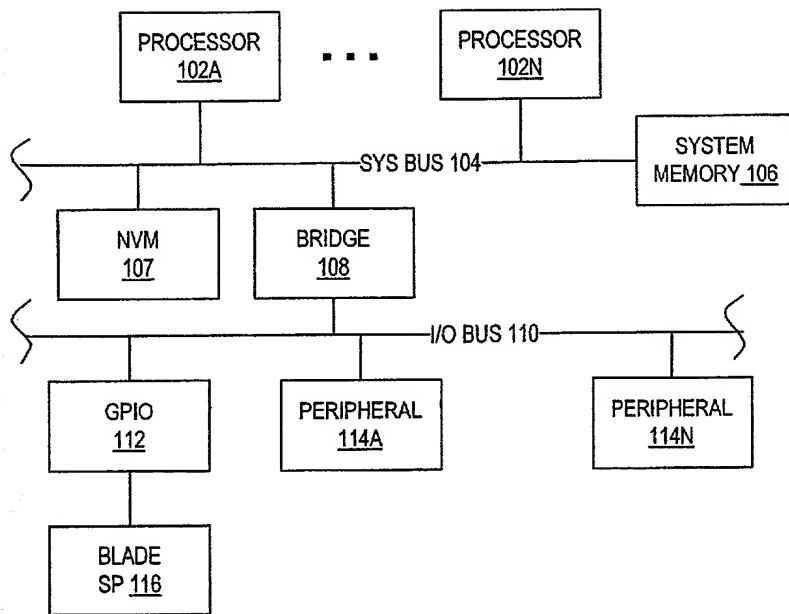 PROCESSOR
102A
PROCESSOR
102N
SYS BUS 104
SYSTEM
MEMORY 106
NVM
107
BRIDGE
108
I/O BUS 110
GPIO
112
PERIPHERAL
114A
PERIPHERAL
114N
BLADE
SP 116